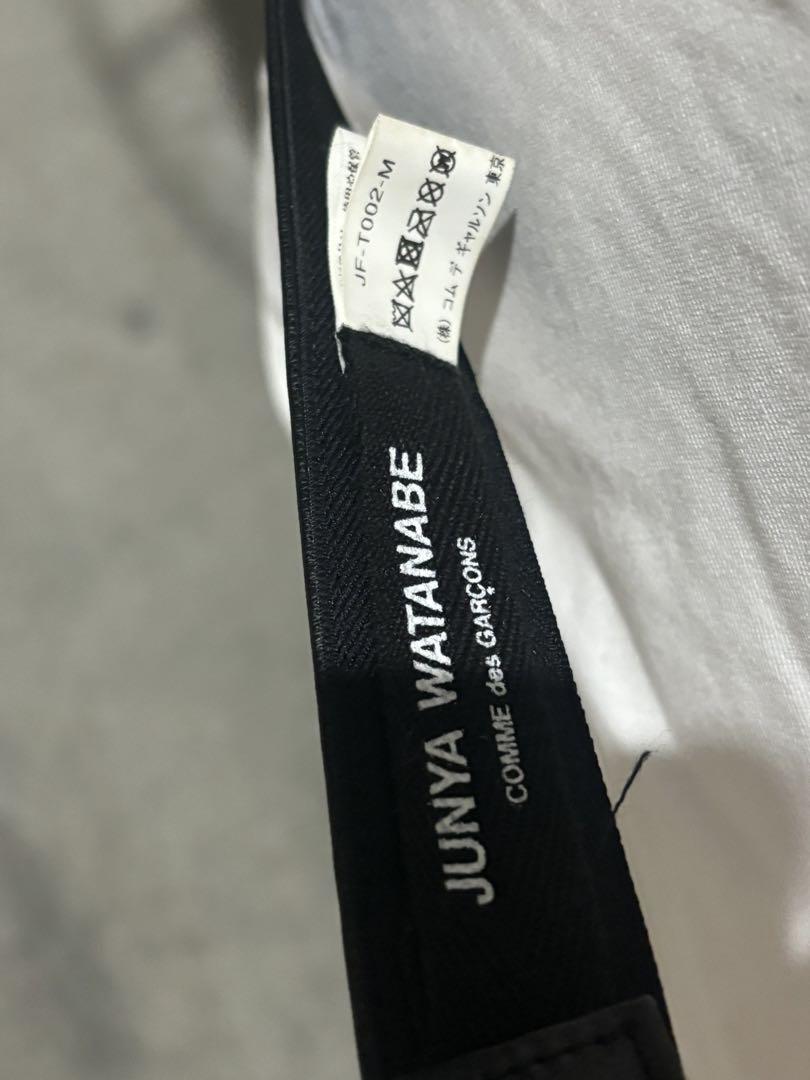 JF-T002-M
(株) コム デ ギャルソン 東京
JUNYA WATANABE
COMME des GARÇONS